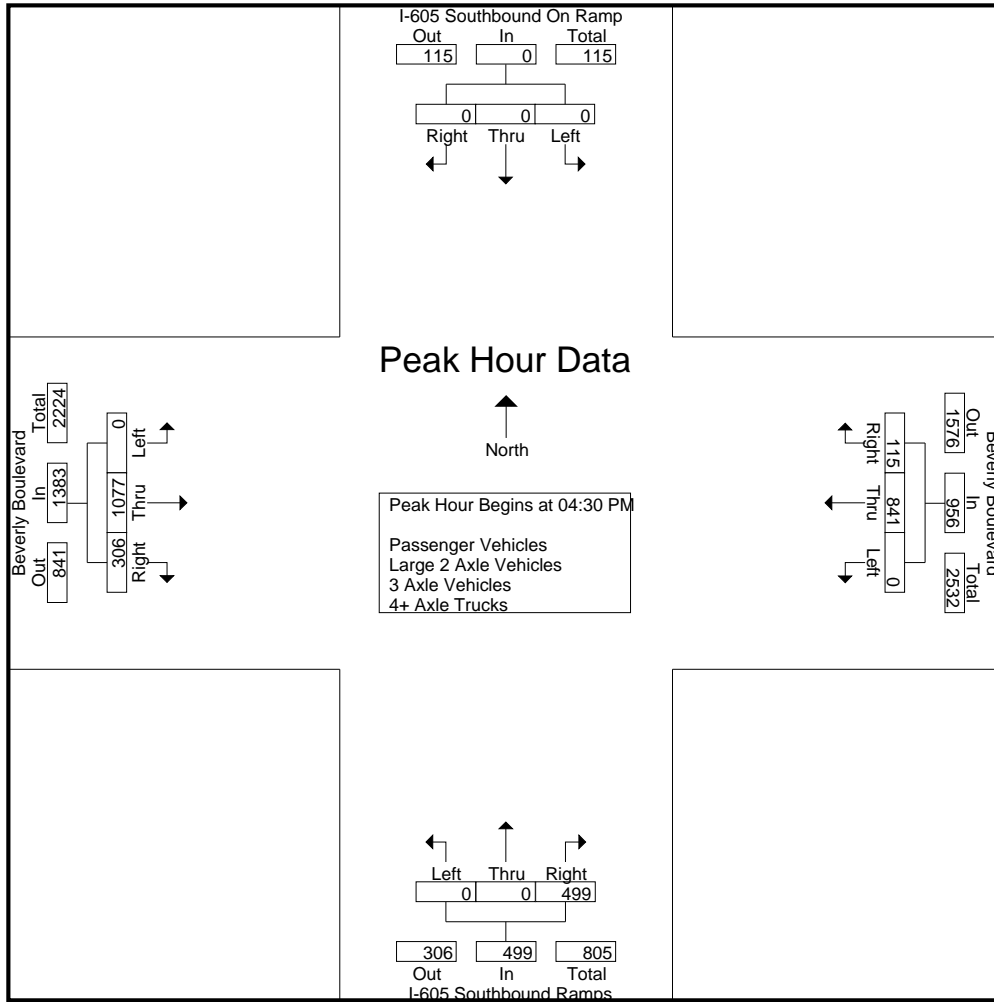 I-605 Southbound On Ramp
Out In Total
115 0 115
0 0 0
Right Thru Left
Peak Hour Data
North
Peak Hour Begins at 04:30 PM
Passenger Vehicles
Large 2 Axle Vehicles
3 Axle Vehicles
4+ Axle Trucks
Beverly Boulevard
Out In Total
841 1383 2224
306 1077 0
Right Thru Left
Beverly Boulevard
Out In Total
1576 956 2532
115 841 0
Right Thru Left
Left Thru Right
0 0 499
306 499 805
Out In Total
I-605 Southbound Ramps